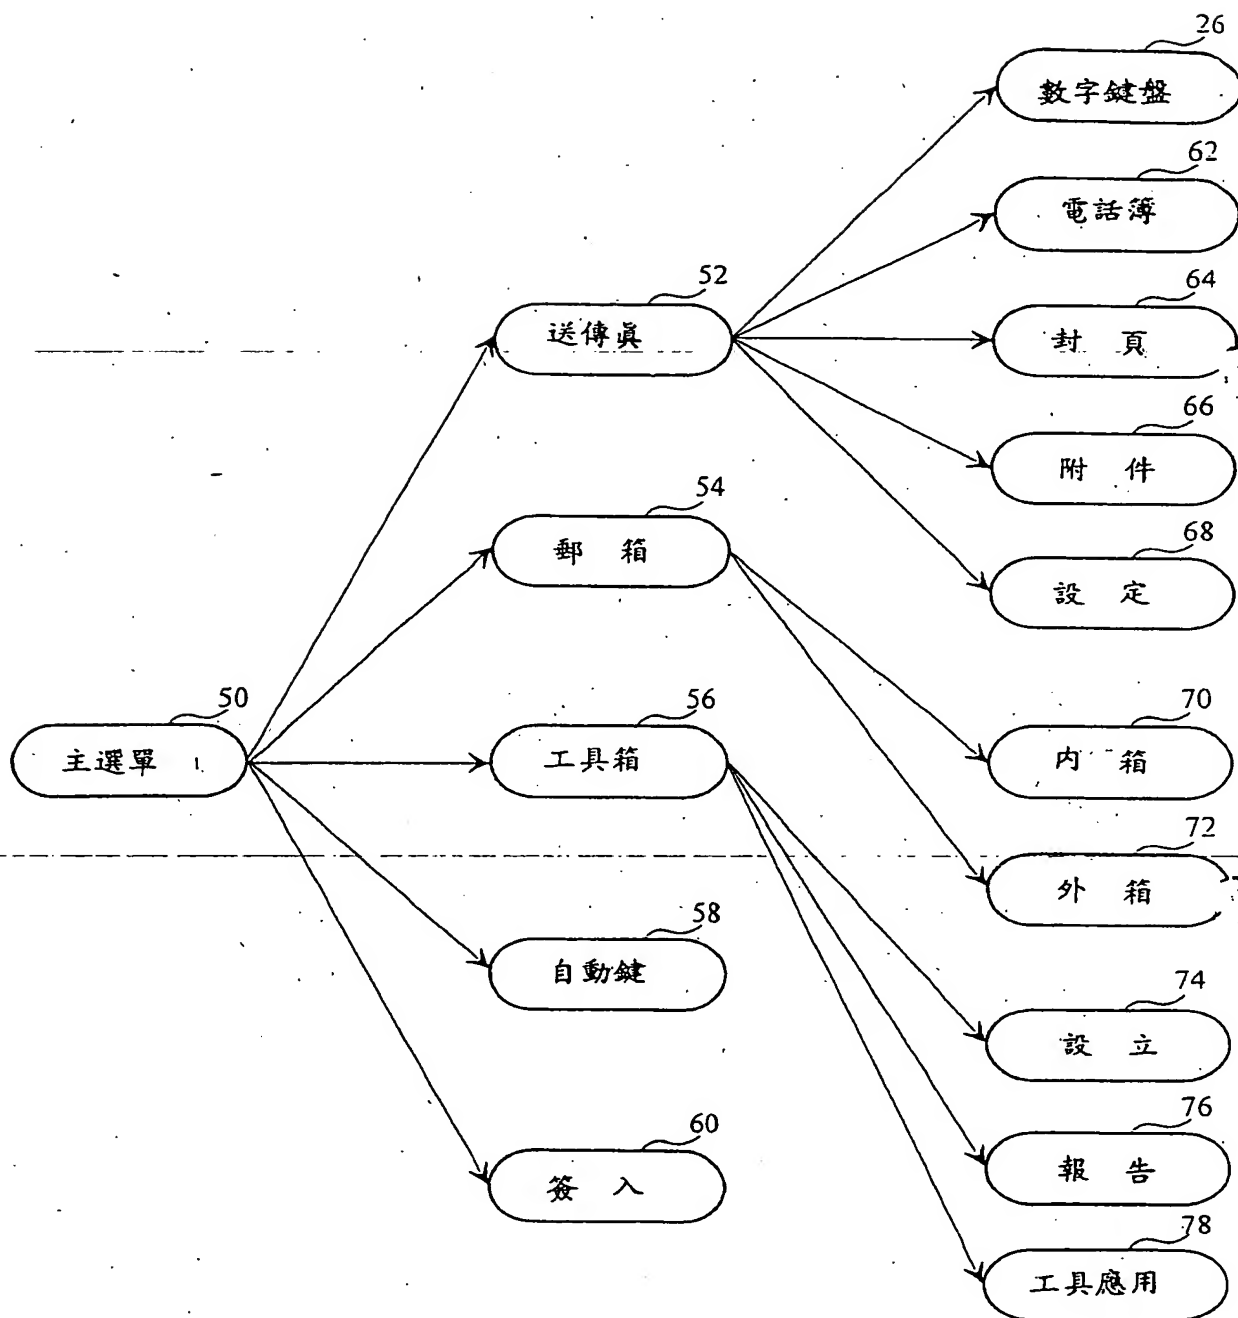 26
數字鍵盤
62
電話簿
52
送傳眞
64
封 頁
66
附 件
54
郵 箱
68
設 定
50
主選單
56
工具箱
70
内 箱
72
外 箱
58
自動鍵
74
設 立
60
簽 入
76
報 告
78
工具應用